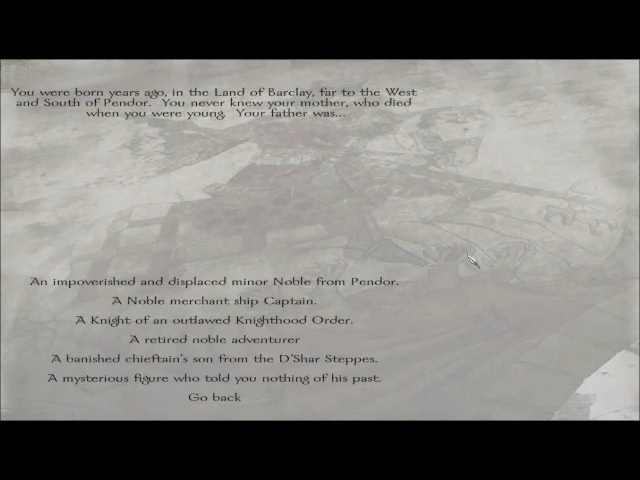 You were born years ago, in the Land of Barclay, far to the West
and South of Pendor. You never knew your mother, who died
when you were young. Your father was...
An impoverished and displaced minor Noble from Pendor.
A Noble merchant ship Captain.
A Knight of an outlawed Knighthood Order.
A retired noble adventurer
A banished chieftain's son from the D'Shar Steppes.
A mysterious figure who told you nothing of his past.
Go back